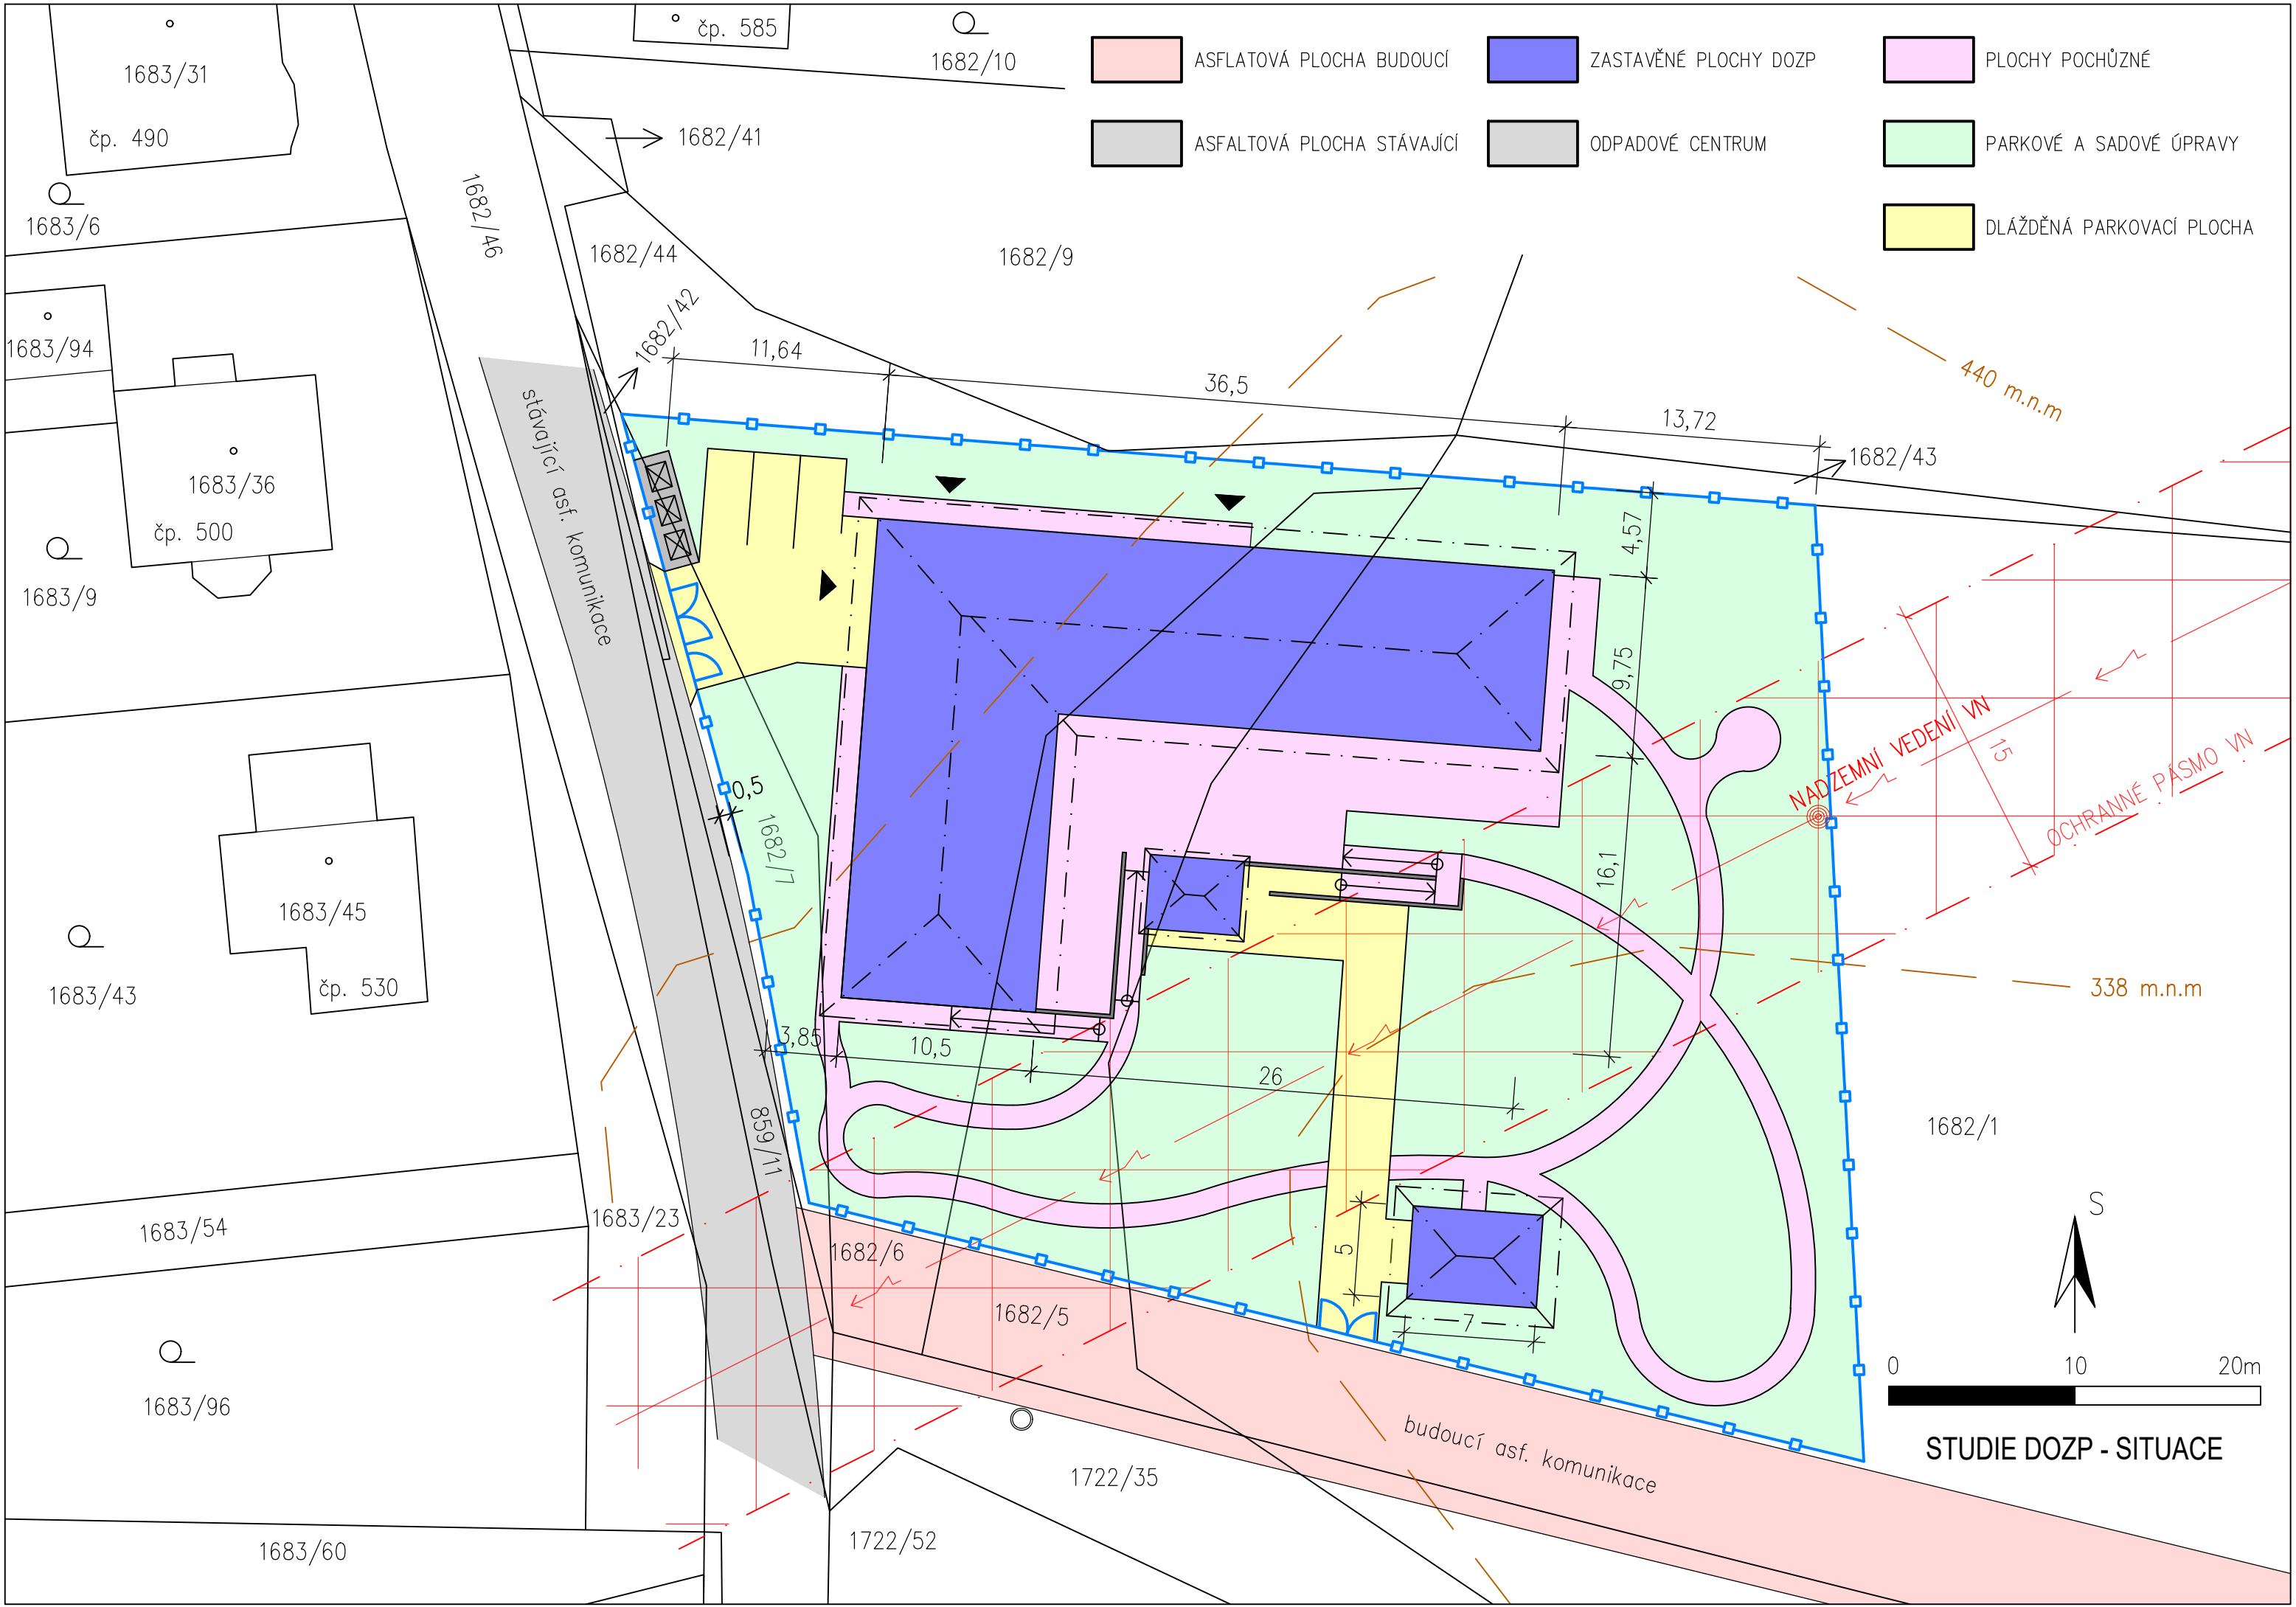 čp. 585
1683/31
1682/10
ASFLATOVÁ PLOCHA BUDOUCÍ
ZASTAVĚNÉ PLOCHY DOZP
PLOCHY POCHŮZNÉ
čp. 490
1682/41
ASFALTOVÁ PLOCHA STÁVAJÍCÍ
ODPADOVÉ CENTRUM
PARKOVÉ A SADOVÉ ÚPRAVY
1683/6
1682/46
1682/44
1682/9
DLÁŽDĚNÁ PARKOVACÍ PLOCHA
1683/94
1682/42
11,64
36,5
13,72
440 m.n.m
1682/43
1683/36
čp. 500
stávající asf. komunikace
4,57
1683/9
9,75
NADZEMNÍ VEDENÍ VN
15
OCHRANNÉ PÁSMO VN
0,5
1682/7
16,1
1683/45
čp. 530
1683/43
338 m.n.m
3,85
10,5
26
859/11
1682/1
1683/54
1683/23
1682/6
5
1682/5
7
S
0 10 20m
1683/96
budoucí asf. komunikace
STUDIE DOZP - SITUACE
1722/35
1722/52
1683/60